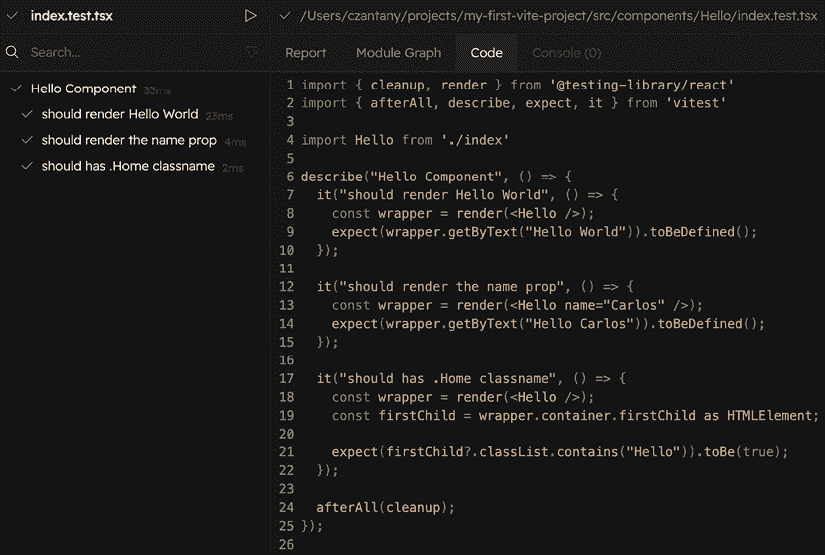 index.test.tsx
/Users/czantany/projects/my-first-vite-project/src/components/Hello/index.test.tsx
Search...
Report Module Graph Code Console (0)
Hello Component 33ms
should render Hello World 23ms
should render the name prop 4ms
should has .Home classname 2ms
1 import { cleanup, render } from '@testing-library/react'
2 import { afterAll, describe, expect, it } from 'vitest'
3
4 import Hello from './index'
5
6 describe("Hello Component", () => {
7   it("should render Hello World", () => {
8     const wrapper = render(<Hello />);
9     expect(wrapper.getByText("Hello World")).toBeDefined();
10   });
11
12   it("should render the name prop", () => {
13     const wrapper = render(<Hello name="Carlos" />);
14     expect(wrapper.getByText("Hello Carlos")).toBeDefined();
15   });
16
17   it("should has .Home classname", () => {
18     const wrapper = render(<Hello />);
19     const firstChild = wrapper.container.firstChild as HTMLElement;
20
21     expect(firstChild?.classList.contains("Hello")).toBe(true);
22   });
23
24   afterAll(cleanup);
25 });
26